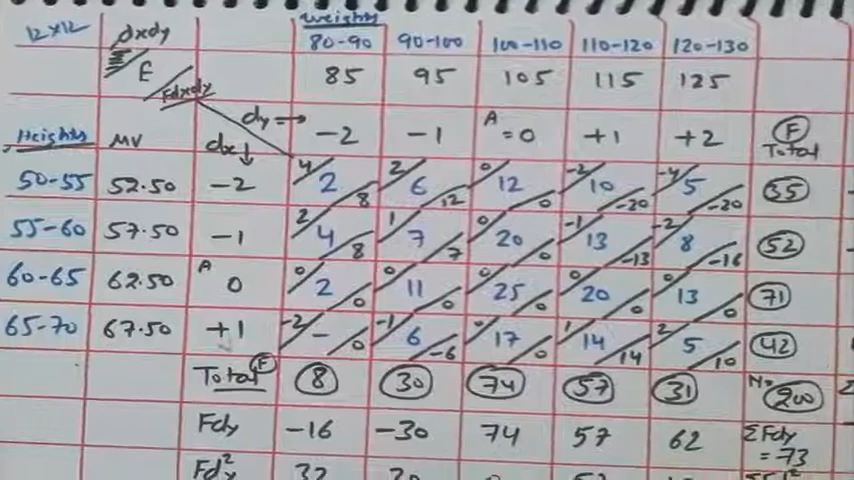 Weights
12x12 dxdy 80-90 90-100 100-110 110-120 120-130
F 85 95 105 115 125
Fdxdy
dy → -2 -1 A = 0 +1 +2 F
Heights MV dx↓ Total
50-55 52.50 -2 4 2 8 2 6 12 0 12 0 -2 10 -20 -4 5 -20 35
55-60 57.50 -1 2 4 8 1 7 7 0 20 0 -1 13 -13 -2 8 -16 52
60-65 62.50 A 0 0 2 0 0 11 0 0 25 0 0 20 0 0 13 0 71
65-70 67.50 +1 -2 - 0 -1 6 -6 0 17 0 1 14 14 2 5 10 42
Total F 8 30 74 57 31 N= 200
Fdy -16 -30 74 57 62 ΣFdy
= 73
32